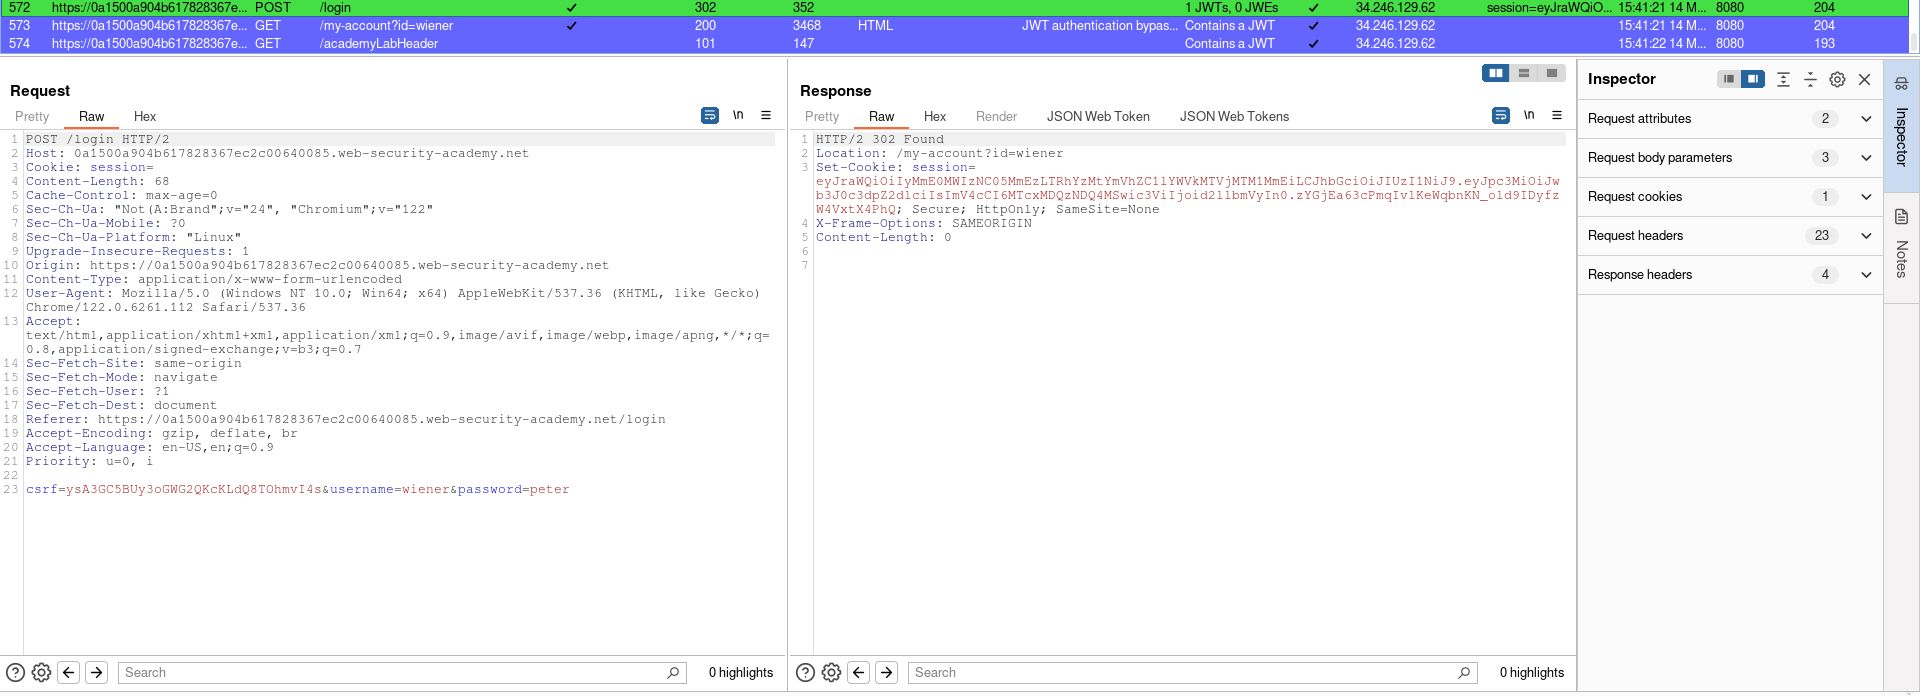 572 https://0a1500a904b617828367e... POST /login ✓ 302 352 1 JWTs, 0 JWEs ✓ 34.246.129.62 session=eyJraWQiO... 15:41:21 14 M... 8080 204
573 https://0a1500a904b617828367e... GET /my-account?id=wiener ✓ 200 3468 HTML JWT authentication bypas... Contains a JWT ✓ 34.246.129.62 15:41:21 14 M... 8080 204
574 https://0a1500a904b617828367e... GET /academyLabHeader 101 147 Contains a JWT ✓ 34.246.129.62 15:41:22 14 M... 8080 193
Request
Pretty Raw Hex \n
1 POST /login HTTP/2
2 Host: 0a1500a904b617828367ec2c00640085.web-security-academy.net
3 Cookie: session=
4 Content-Length: 68
5 Cache-Control: max-age=0
6 Sec-Ch-Ua: "Not(A:Brand";v="24", "Chromium";v="122"
7 Sec-Ch-Ua-Mobile: ?0
8 Sec-Ch-Ua-Platform: "Linux"
9 Upgrade-Insecure-Requests: 1
10 Origin: https://0a1500a904b617828367ec2c00640085.web-security-academy.net
11 Content-Type: application/x-www-form-urlencoded
12 User-Agent: Mozilla/5.0 (Windows NT 10.0; Win64; x64) AppleWebKit/537.36 (KHTML, like Gecko)
Chrome/122.0.6261.112 Safari/537.36
13 Accept:
text/html,application/xhtml+xml,application/xml;q=0.9,image/avif,image/webp,image/apng,*/*;q=
0.8,application/signed-exchange;v=b3;q=0.7
14 Sec-Fetch-Site: same-origin
15 Sec-Fetch-Mode: navigate
16 Sec-Fetch-User: ?1
17 Sec-Fetch-Dest: document
18 Referer: https://0a1500a904b617828367ec2c00640085.web-security-academy.net/login
19 Accept-Encoding: gzip, deflate, br
20 Accept-Language: en-US,en;q=0.9
21 Priority: u=0, i
22
23 csrf=ysA3GC5BUy3oGWG2QKcKLdQ8TOhmvI4s&username=wiener&password=peter
Search 0 highlights
Response
Pretty Raw Hex Render JSON Web Token JSON Web Tokens \n
1 HTTP/2 302 Found
2 Location: /my-account?id=wiener
3 Set-Cookie: session=
eyJraWQiOiIyMmE0MWIzNC05MmEzLTRhYzMtYmVhZC1lYWVkMTVjMTM1MmEiLCJhbGciOiJIUzI1NiJ9.eyJpc3MiOiJw
b3J0c3dpZ2dlciIsImV4cCI6MTcxMDQzNDQ4MSwic3ViIjoid2llbmVyIn0.zYGjEa63cPmqIvlKeWqbnKN_old9IDyfz
W4VxtX4PhQ; Secure; HttpOnly; SameSite=None
4 X-Frame-Options: SAMEORIGIN
5 Content-Length: 0
6
7
Search 0 highlights
Inspector
Request attributes 2
Request body parameters 3
Request cookies 1
Request headers 23
Response headers 4
Inspector
Notes